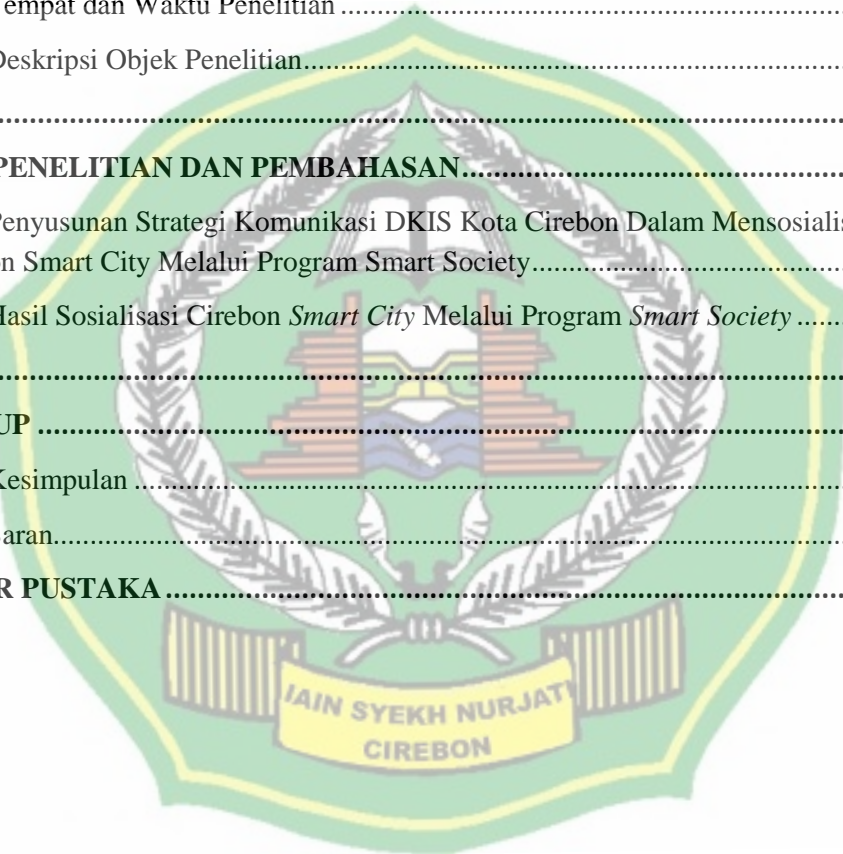 empat dan Waktu Penelitian ..........................................................................
Deskripsi Objek Penelitian................................................................................
..............................................................................................................................
PENELITIAN DAN PEMBAHASAN......................................................
Penyusunan Strategi Komunikasi DKIS Kota Cirebon Dalam Mensosialis
on Smart City Melalui Program Smart Society.............................................
Hasil Sosialisasi Cirebon Smart City Melalui Program Smart Society .......
..............................................................................................................................
UP ........................................................................................................................
Kesimpulan ........................................................................................................
aran.....................................................................................................................
R PUSTAKA ....................................................................................................
IAIN SYEKH NURJATI
CIREBON